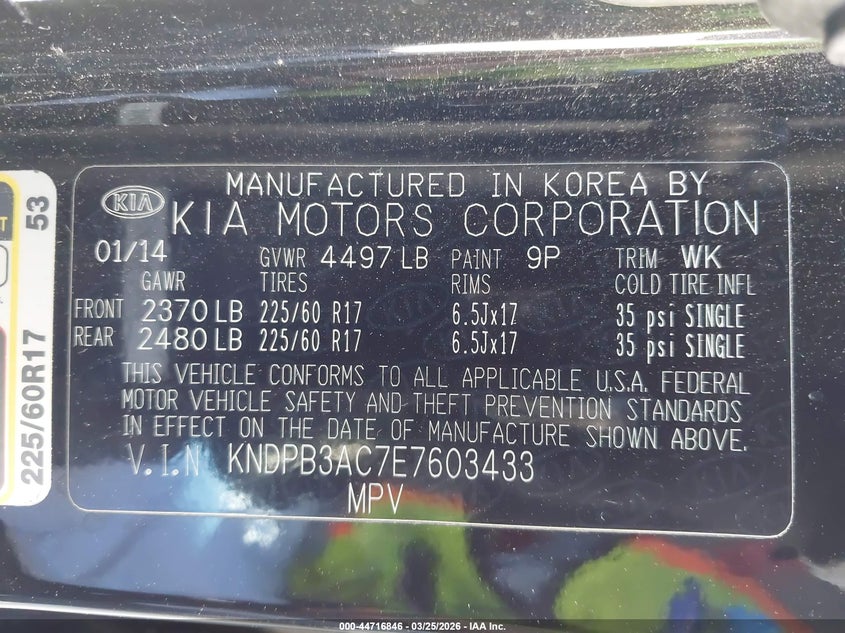 MANUFACTURED IN KOREA BY
KIA KIA MOTORS CORPORATION
01/14 GVWR 4497 LB PAINT 9P TRIM WK
GAWR TIRES RIMS COLD TIRE INFL
FRONT 2370 LB 225/60 R17 6.5Jx17 35 psi SINGLE
REAR 2480 LB 225/60 R17 6.5Jx17 35 psi SINGLE
THIS VEHICLE CONFORMS TO ALL APPLICABLE U.S.A. FEDERAL
MOTOR VEHICLE SAFETY AND THEFT PREVENTION STANDARDS
IN EFFECT ON THE DATE OF MANUFACTURE SHOWN ABOVE.
V.I.N KNDPB3AC7E7603433
MPV
225/60R17 53
000-44716846 | 03/25/2026 - IAA Inc.